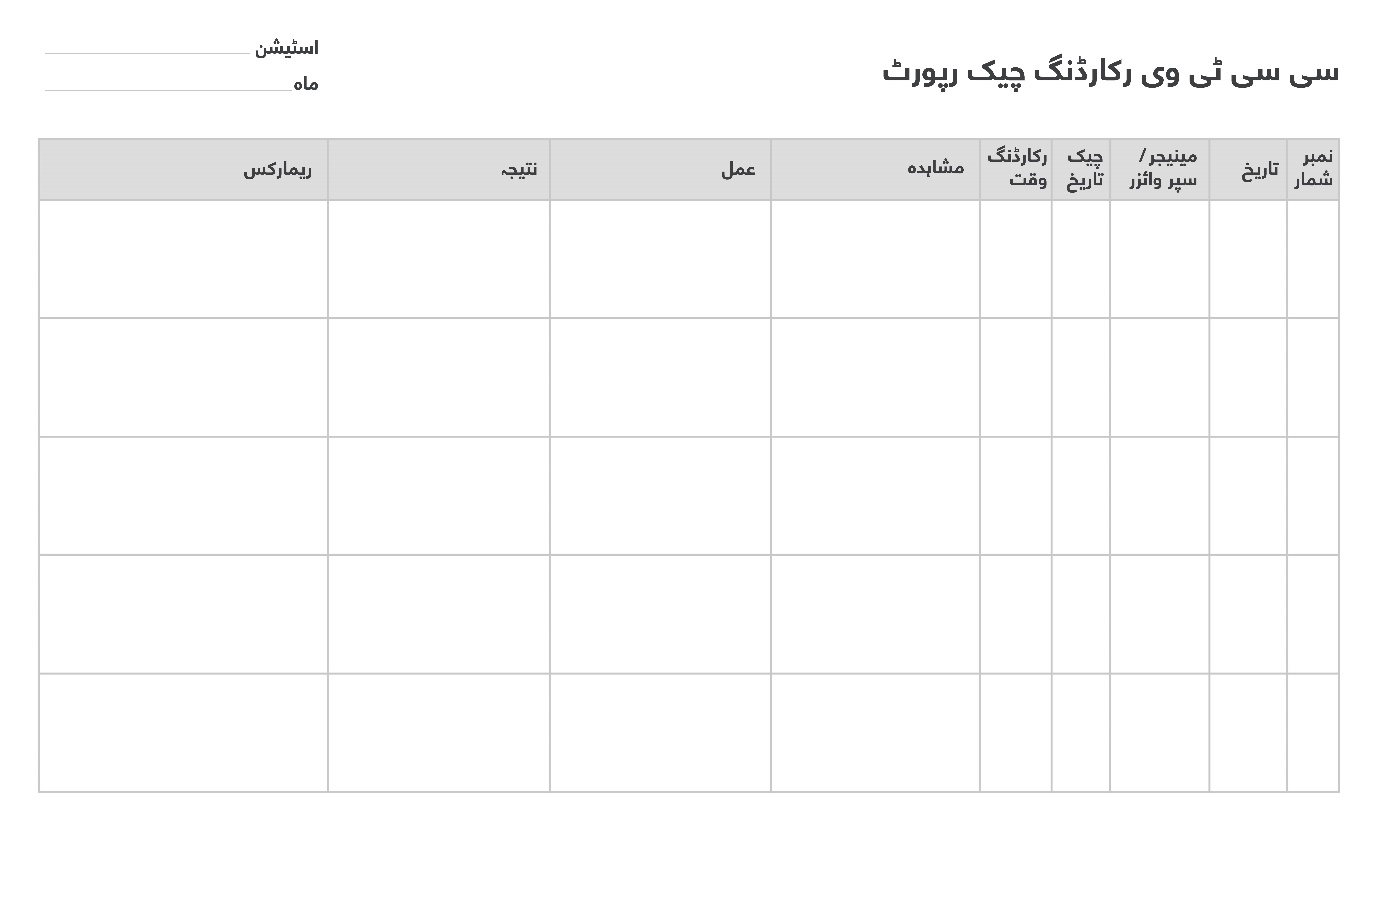 سی سی ٹی وی رکارڈنگ چیک رپورٹ
اسٹیشن
ماہ
نمبر شمار
تاریخ
مینیجر/
سپر وائزر
چیک
تاریخ
رکارڈنگ
وقت
مشاہدہ
عمل
نتیجہ
ریمارکس